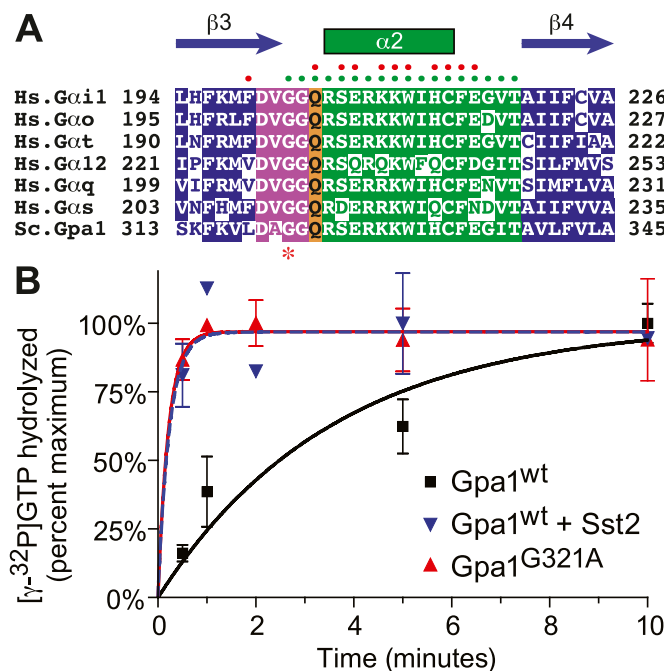 A
β3
α2
β4
Hs.Gαi1 194 LHFKMFDVGGQRSERKKWIHCFEGVTAIIFCVA 226
Hs.Gαo 195 LHFRLFDVGGQRSERKKWIHCFEDVTAIIFCVA 227
Hs.Gαt 190 LNFRMFDVGGQRSERKKWIHCFEGVTCIIFIAA 222
Hs.Gα12 221 IPFKMVDVGGQRSQRQKWFQCFDGITSILFMVS 253
Hs.Gαq 199 VIFRMVDVGGQRSERRKWIHCFENVTSIMFLVA 231
Hs.Gαs 203 VNFHMFDVGGQRDERRKWIQCFNDVTAIIFVVA 235
Sc.Gpa1 313 SKFKVLDAGGQRSERKKWIHCFEGITAVLFVLA 345
*
B
[γ-³²P]GTP hydrolyzed
(percent maximum)
100%
75%
50%
25%
0%
Gpa1ʷᵗ
Gpa1ʷᵗ + Sst2
Gpa1ᴳ³²¹ᴬ
0 2 4 6 8 10
Time (minutes)